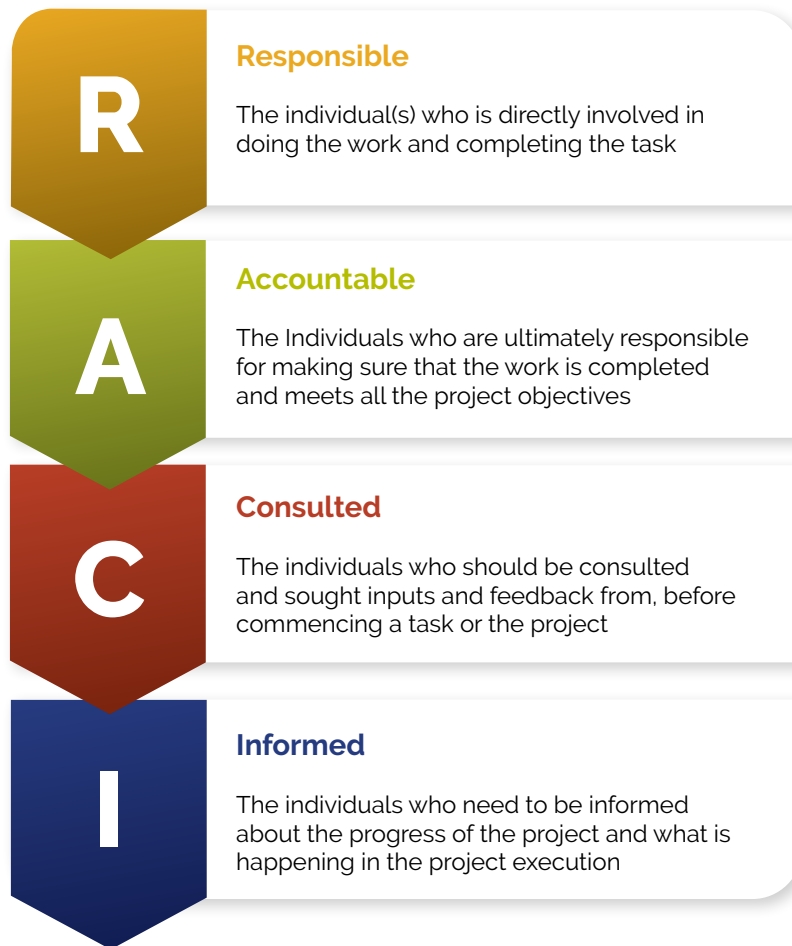 R
Responsible
The individual(s) who is directly involved in
doing the work and completing the task
A
Accountable
The Individuals who are ultimately responsible
for making sure that the work is completed
and meets all the project objectives
C
Consulted
The individuals who should be consulted
and sought inputs and feedback from, before
commencing a task or the project
I
Informed
The individuals who need to be informed
about the progress of the project and what is
happening in the project execution